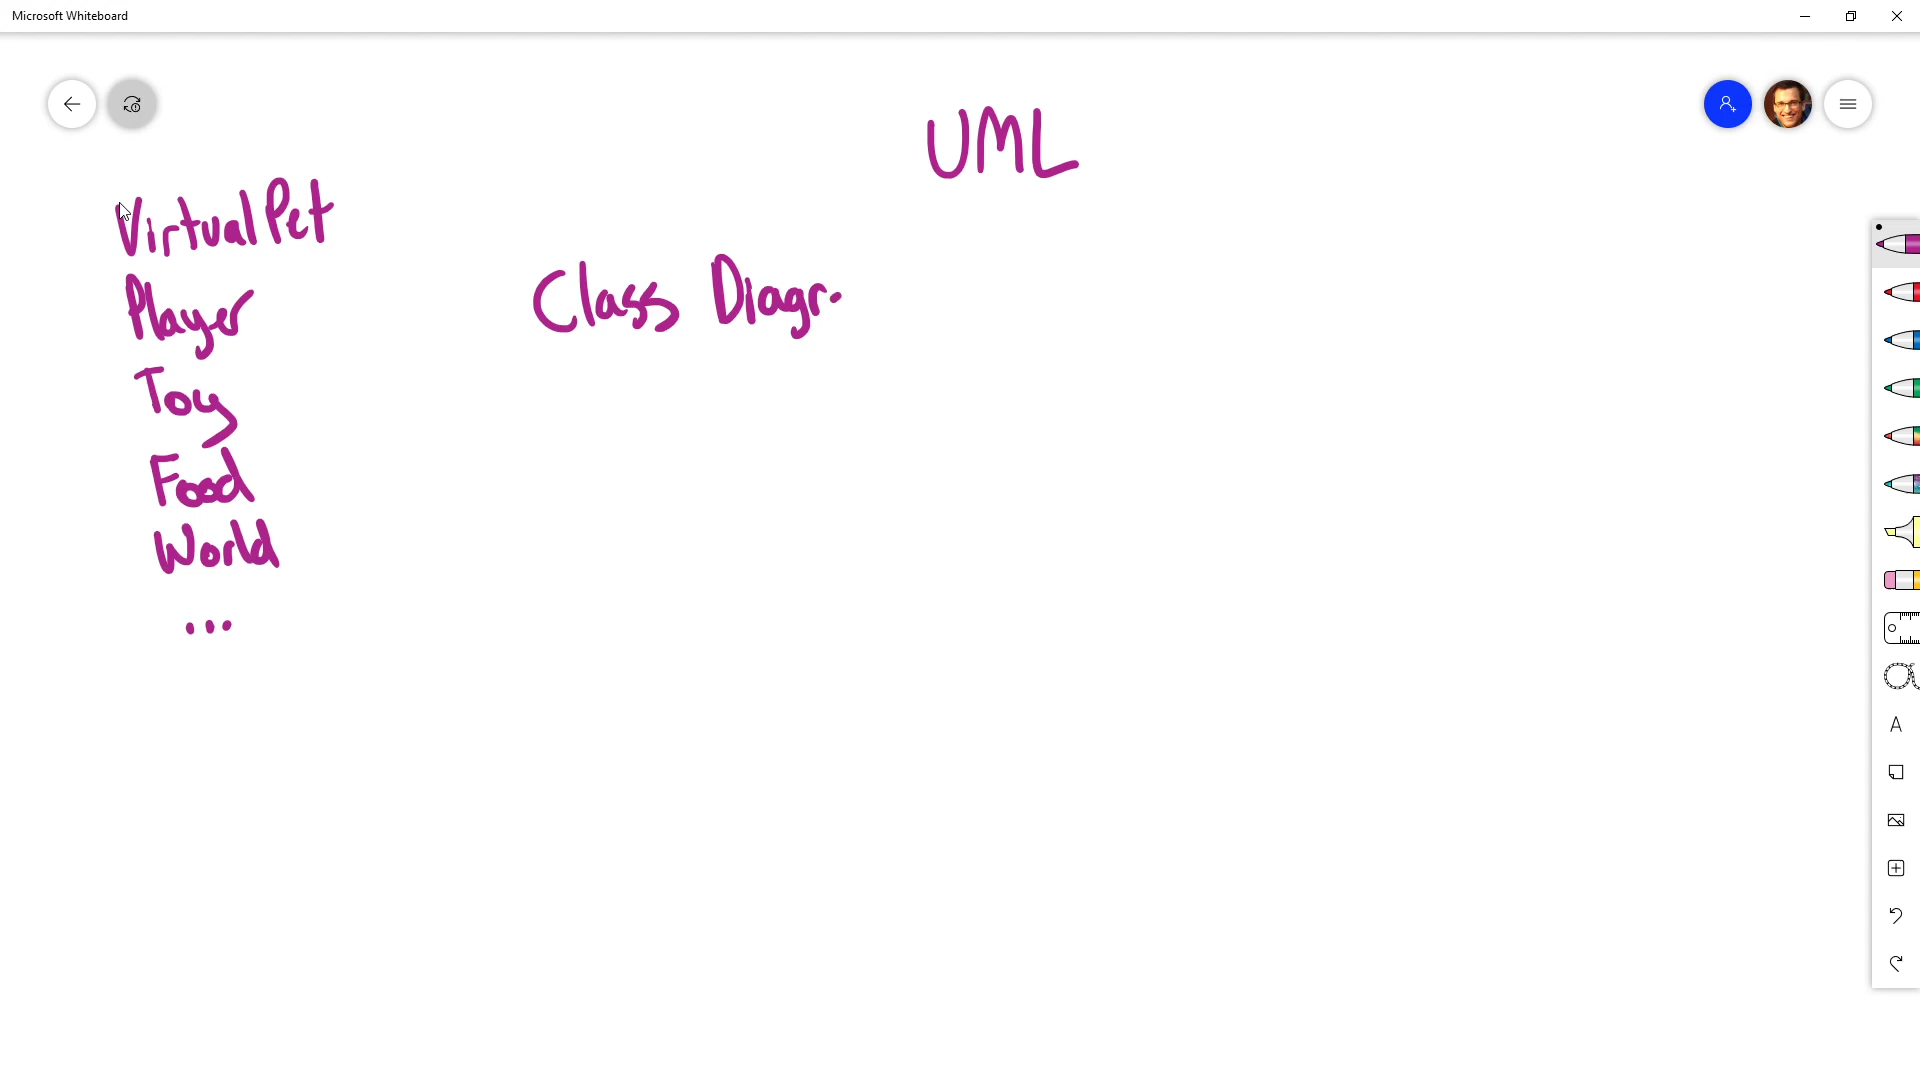 Microsoft Whiteboard
UML
VirtualPet
Class Diagr.
Player
Toy
Food
World
...
A